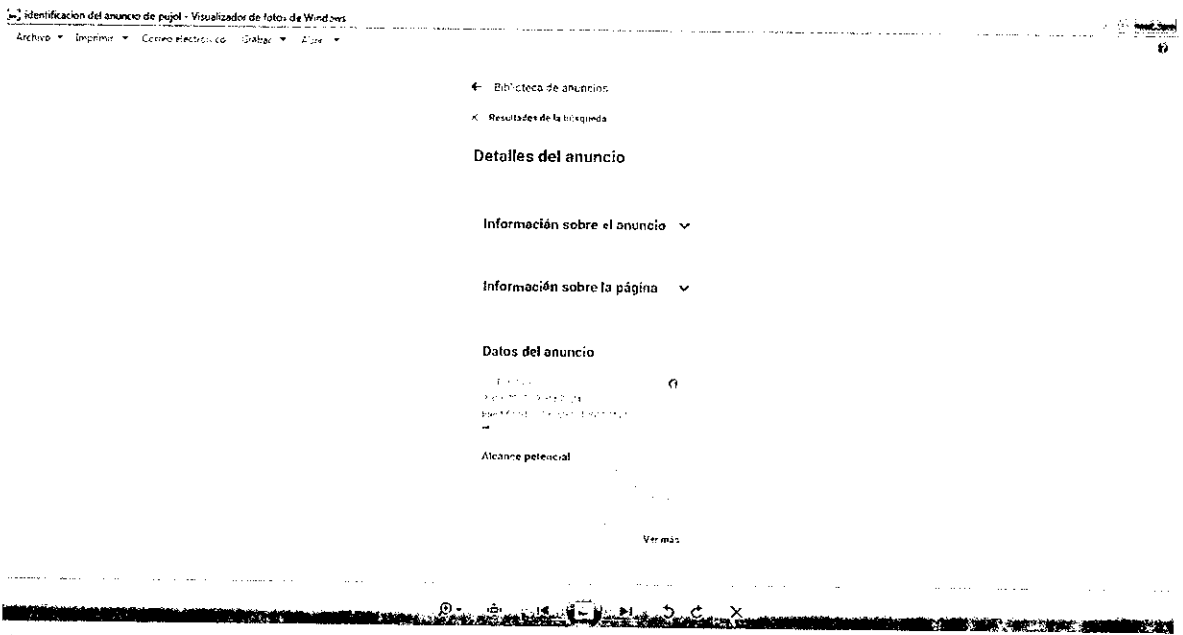 identificacion del anuncio de pujol - Visualizador de fotos de Windows
Archivo Imprimir Correo electrónico Grabar Abrir
← Biblioteca de anuncios
× Resultados de la búsqueda
Detalles del anuncio
Información sobre el anuncio
Información sobre la página
Datos del anuncio
Alcance potencial
Ver más